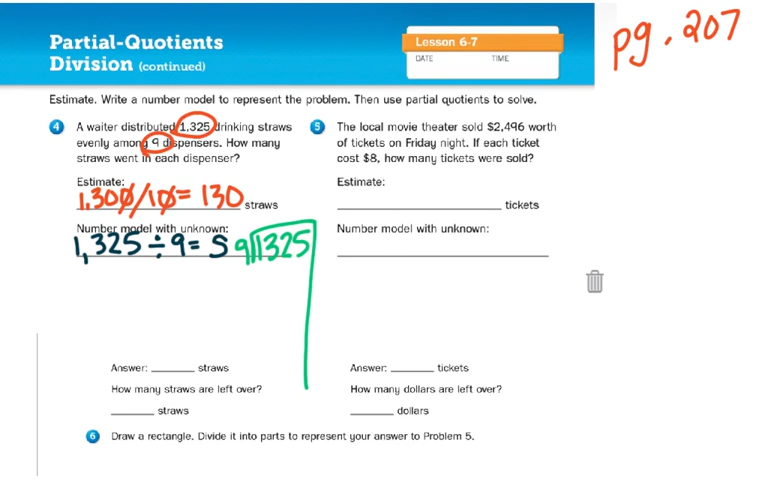 Partial-Quotients
Division (continued)
Lesson 6-7
DATE TIME
pg. 207
Estimate. Write a number model to represent the problem. Then use partial quotients to solve.
4 A waiter distributed 1,325 drinking straws
evenly among 9 dispensers. How many
straws went in each dispenser?
Estimate:
1,300/10 = 130 straws
Number model with unknown:
1,325 ÷ 9 = S 9 1325
Answer: straws
How many straws are left over?
straws
5 The local movie theater sold $2,496 worth
of tickets on Friday night. If each ticket
cost $8, how many tickets were sold?
Estimate:
tickets
Number model with unknown:
Answer: tickets
How many dollars are left over?
dollars
6 Draw a rectangle. Divide it into parts to represent your answer to Problem 5.